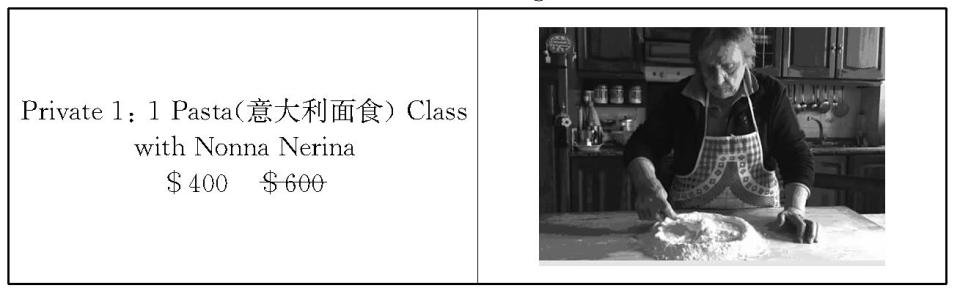 Private 1：1 Pasta(意大利面食) Class
with Nonna Nerina
$400 $600